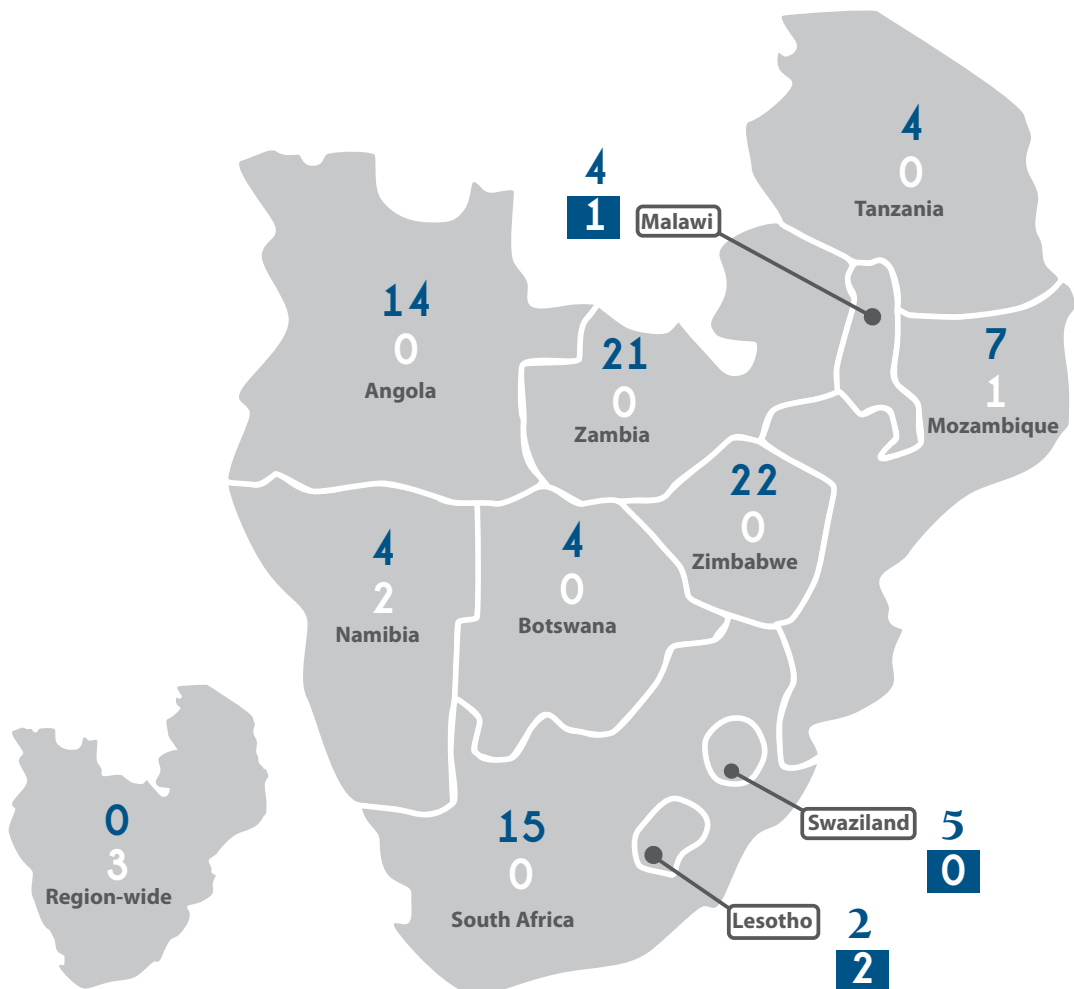 4
0
Tanzania
4
1
Malawi
14
0
Angola
21
0
Zambia
7
1
Mozambique
22
0
Zimbabwe
4
2
Namibia
4
0
Botswana
0
3
Region-wide
15
0
South Africa
Swaziland
5
0
Lesotho
2
2